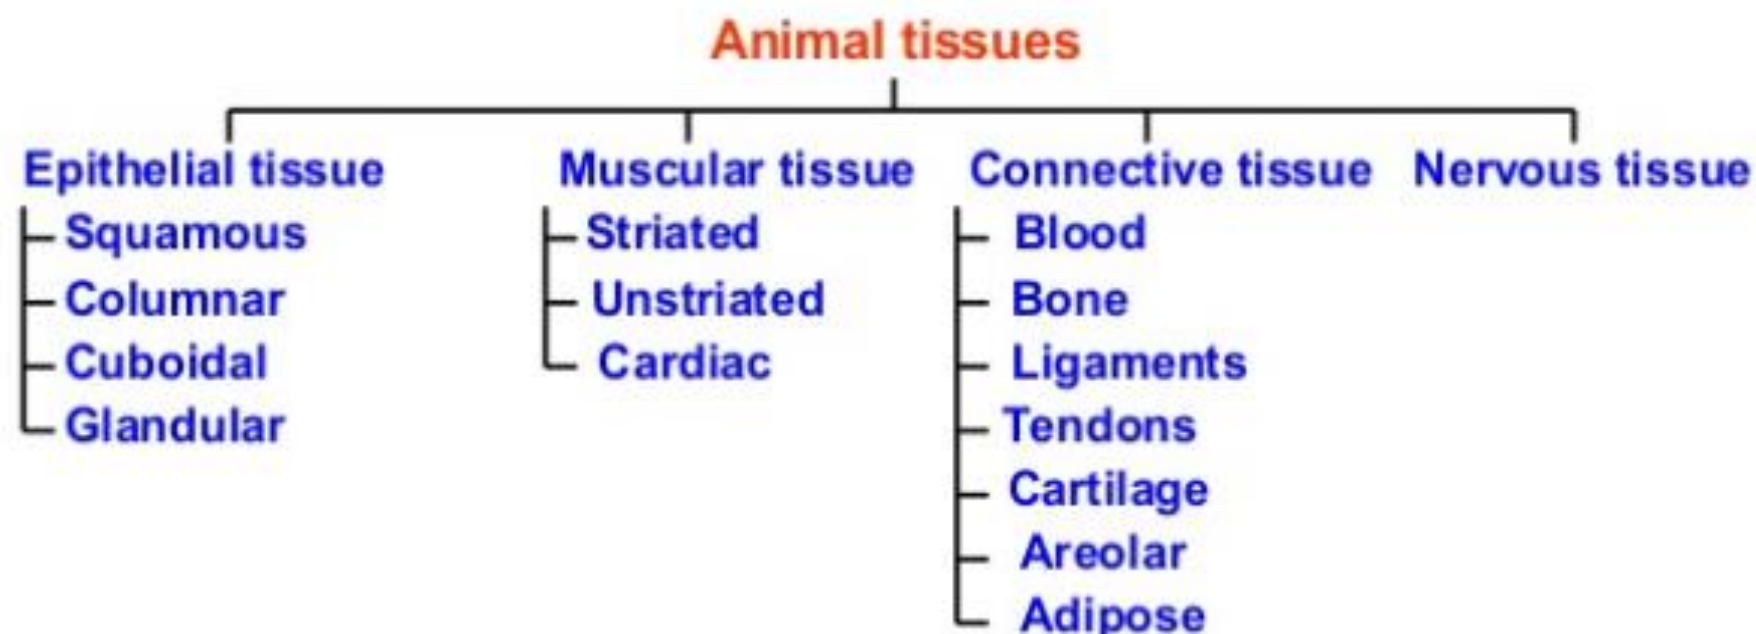 Animal tissues
Epithelial tissue
Squamous
Columnar
Cuboidal
Glandular
Muscular tissue
Striated
Unstriated
Cardiac
Connective tissue
Blood
Bone
Ligaments
Tendons
Cartilage
Areolar
Adipose
Nervous tissue